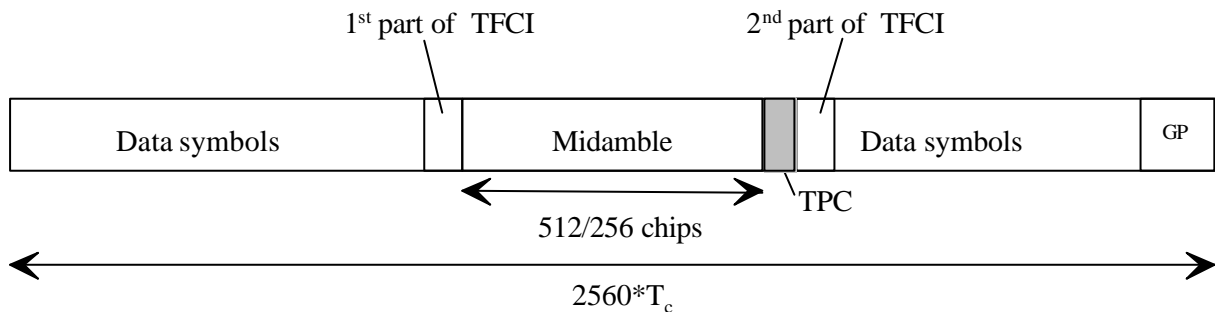 1st part of TFCI
2nd part of TFCI
Data symbols
Midamble
Data symbols
GP
TPC
512/256 chips
2560*Tc